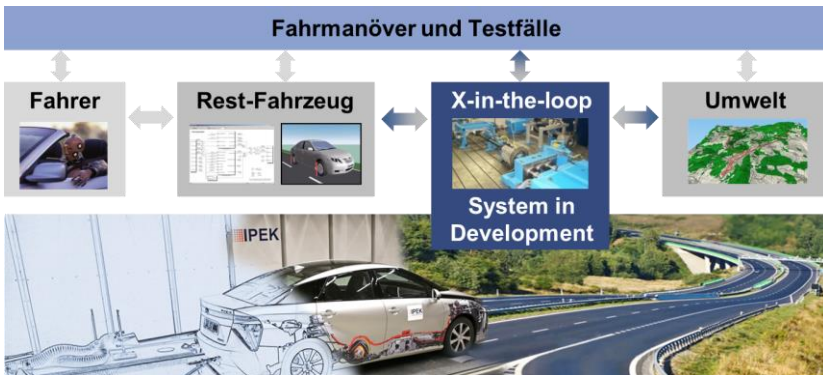 Fahrmanöver und Testfälle
Fahrer
Rest-Fahrzeug
X-in-the-loop
Umwelt
System in
Development
IPEK
IPEK